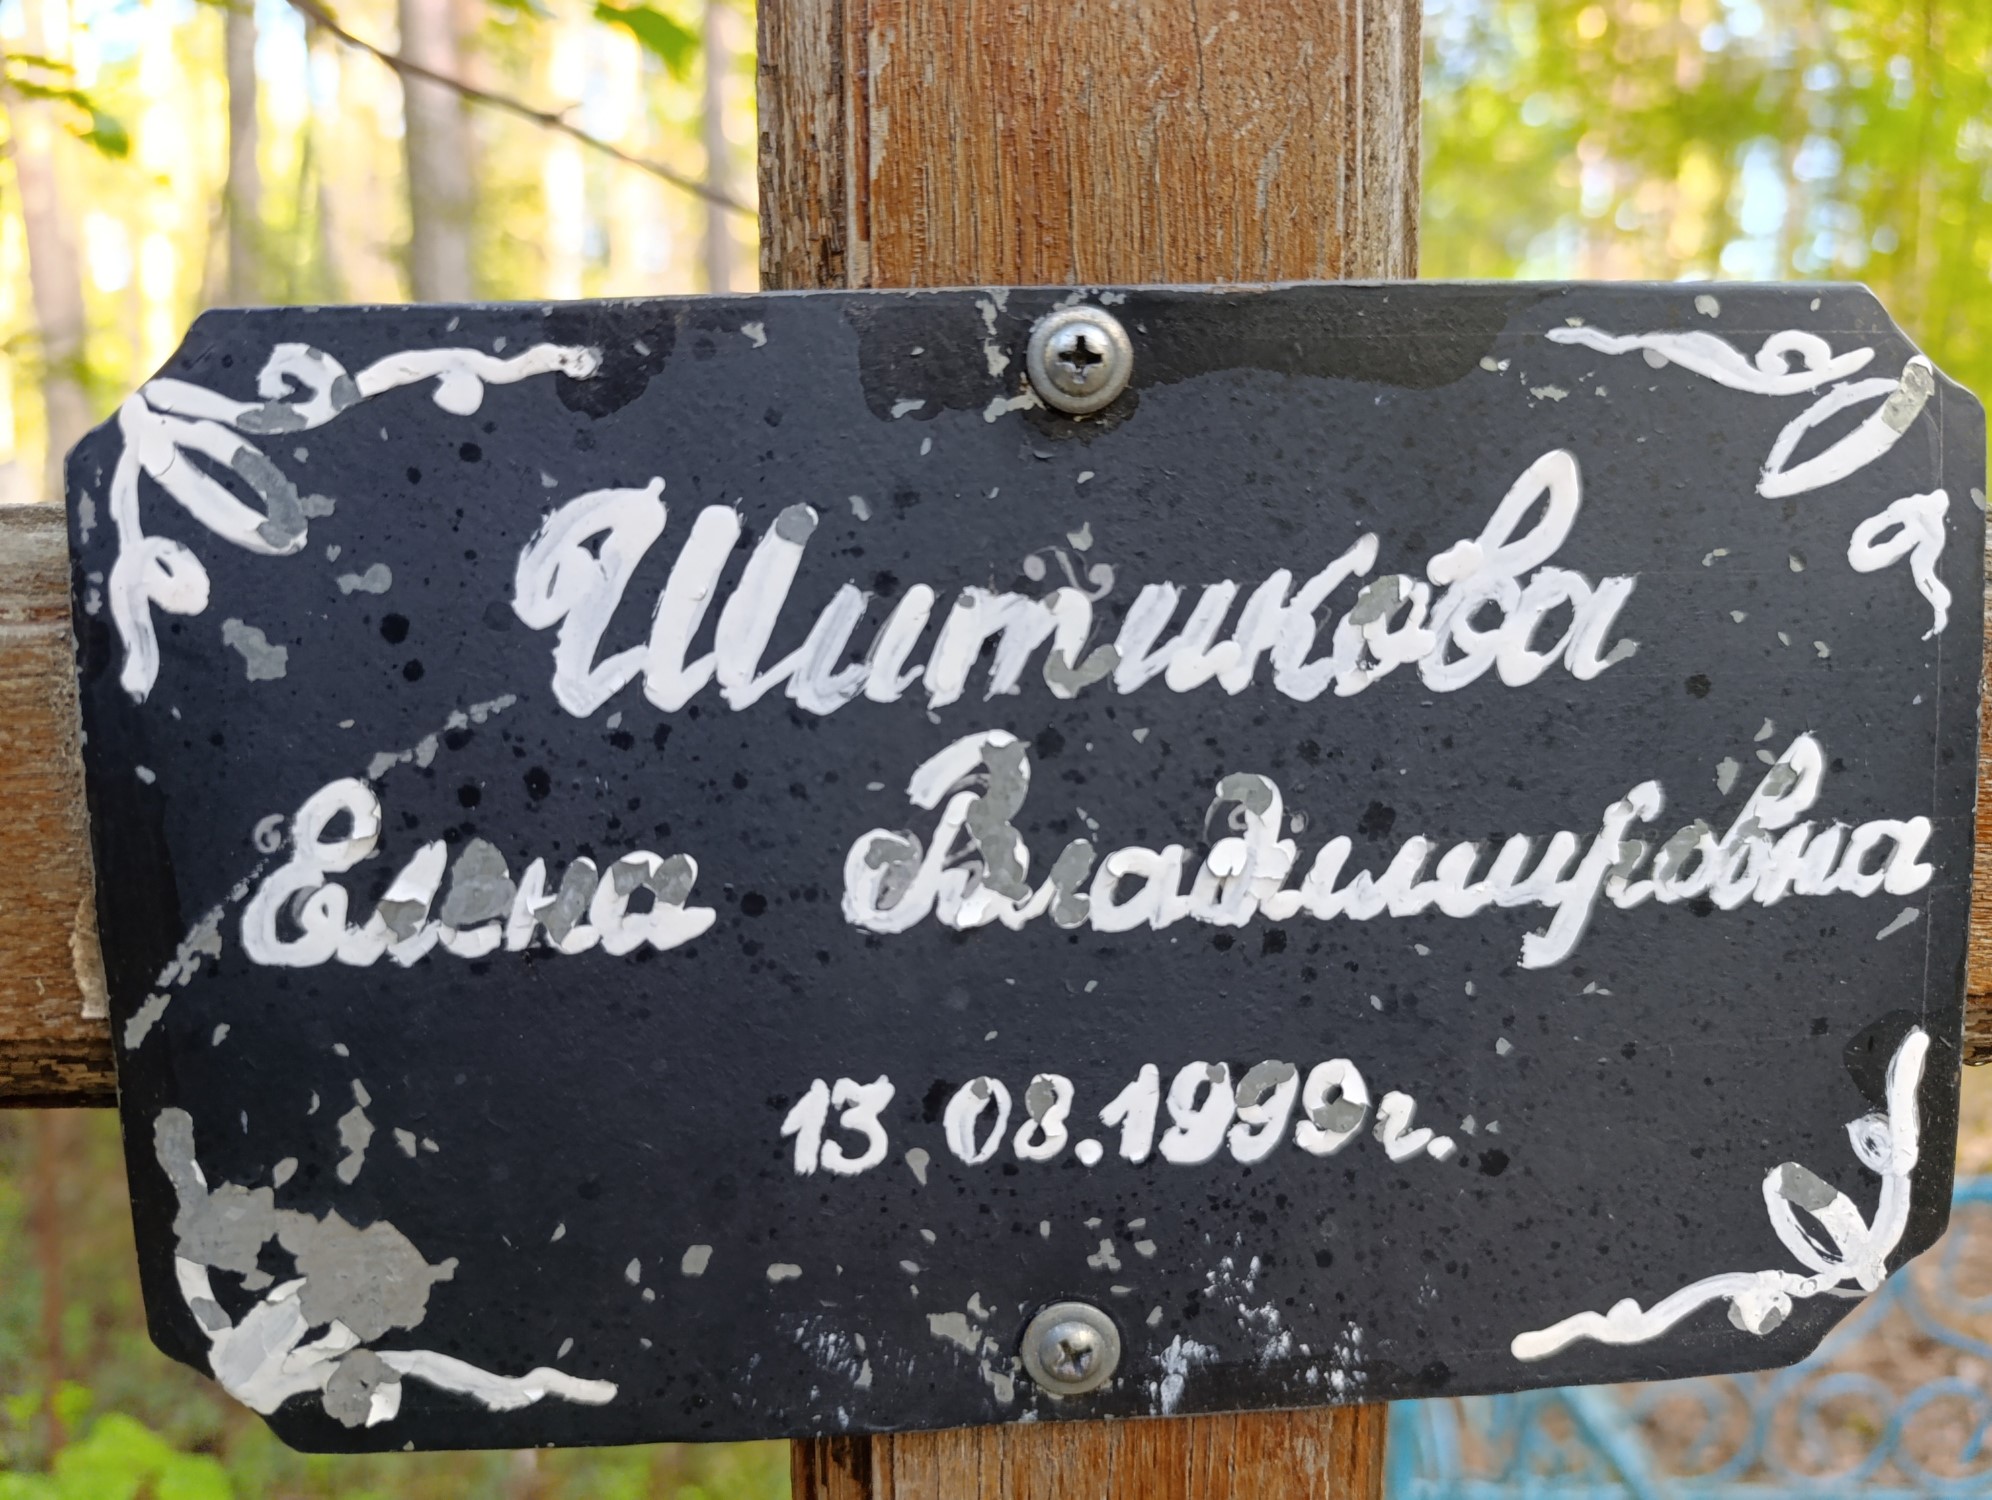 Шитикова
Елена Владимировна
13.08.1999г.